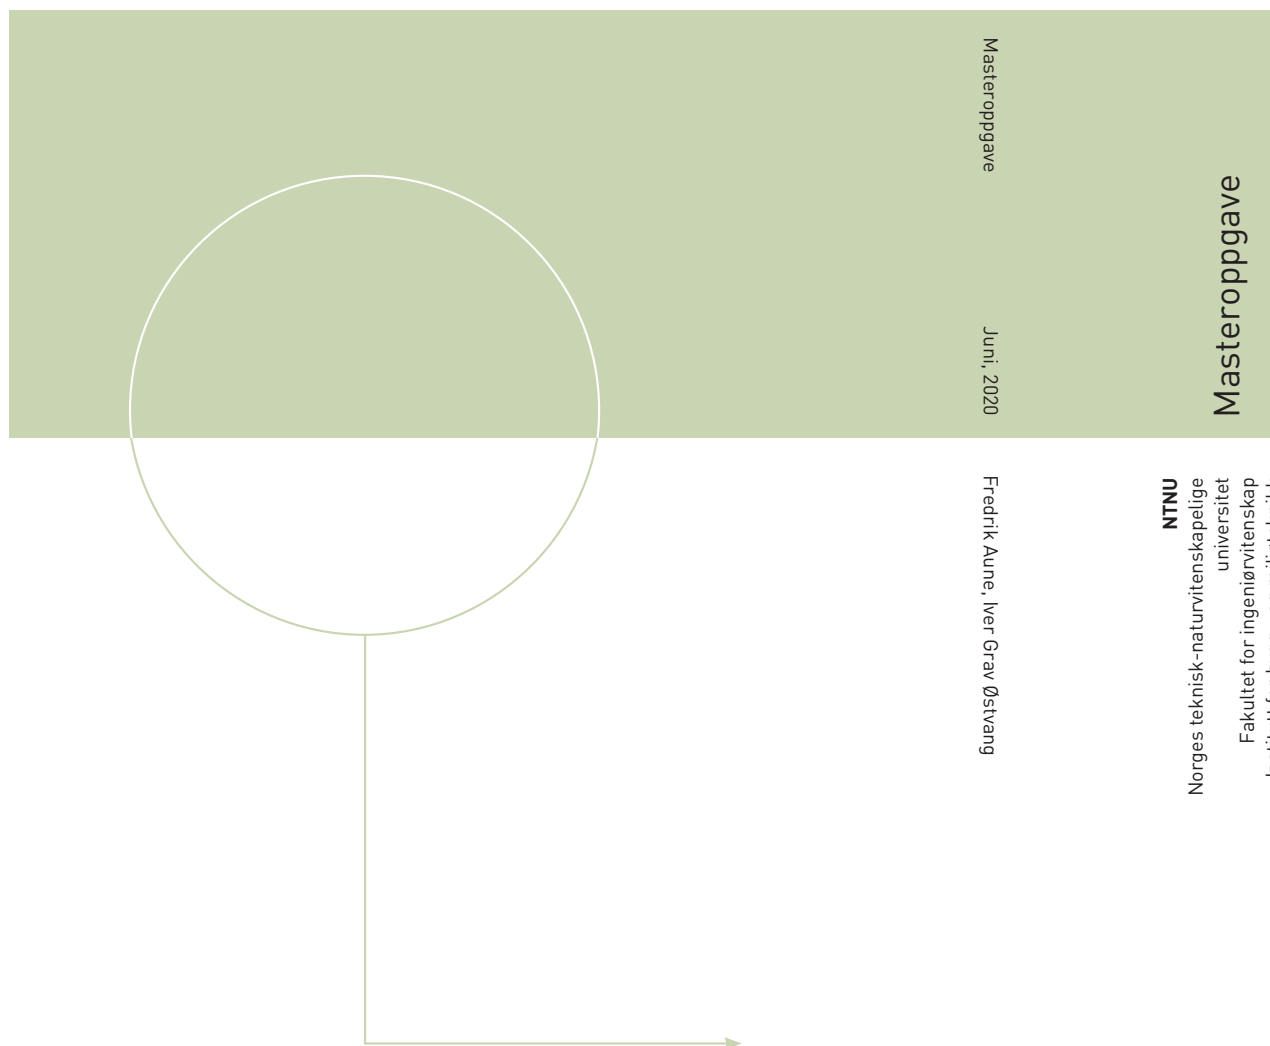 Masteroppgave
Juni, 2020
Fredrik Aune, Iver Grav Østvang
Masteroppgave
NTNU
Norges teknisk-naturvitenskapelige
universitet
Fakultet for ingeniørvitenskap